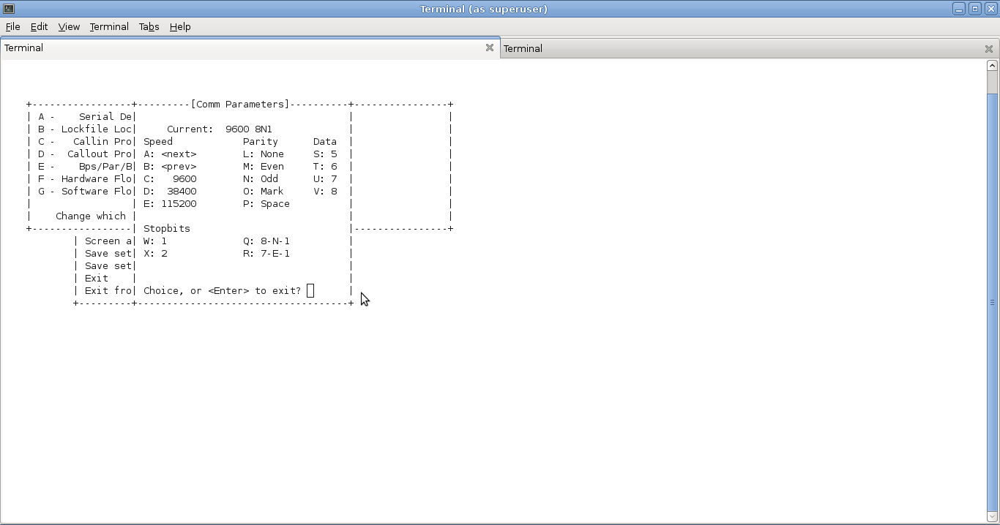 Terminal (as superuser)
File Edit View Terminal Tabs Help
Terminal Terminal
+-----------------+---------[Comm Parameters]----------+----------------+
| A -    Serial De|                                    |                |
| B - Lockfile Loc|     Current:  9600 8N1             |                |
| C -   Callin Pro| Speed            Parity      Data  |                |
| D -  Callout Pro| A: <next>        L: None     S: 5  |                |
| E -    Bps/Par/B| B: <prev>        M: Even     T: 6  |                |
| F - Hardware Flo| C:   9600        N: Odd      U: 7  |                |
| G - Software Flo| D:  38400        O: Mark     V: 8  |                |
|                 | E: 115200        P: Space          |                |
|    Change which |                                    |                |
+-----------------| Stopbits                           |----------------+
        | Screen a| W: 1             Q: 8-N-1          |
        | Save set| X: 2             R: 7-E-1          |
        | Save set|                                    |
        | Exit    |                                    |
        | Exit fro| Choice, or <Enter> to exit?        |
        +---------+------------------------------------+